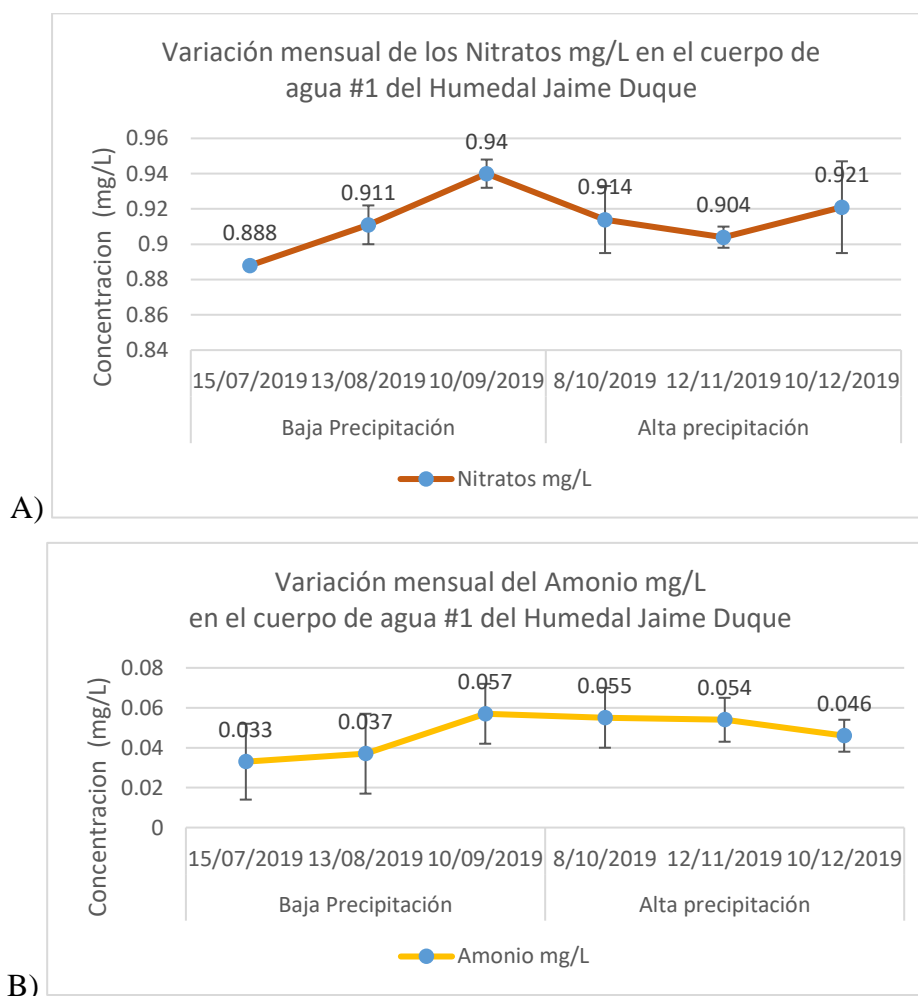 Variación mensual de los Nitratos mg/L en el cuerpo de
agua #1 del Humedal Jaime Duque
Concentracion (mg/L)
0.96
0.94
0.92
0.9
0.88
0.86
0.84
0.888
0.911
0.94
0.914
0.904
0.921
15/07/2019 13/08/2019 10/09/2019 8/10/2019 12/11/2019 10/12/2019
Baja Precipitación Alta precipitación
Nitratos mg/L
A)
Variación mensual del Amonio mg/L
en el cuerpo de agua #1 del Humedal Jaime Duque
Concentracion (mg/L)
0.08
0.06
0.04
0.02
0
0.033
0.037
0.057
0.055
0.054
0.046
15/07/2019 13/08/2019 10/09/2019 8/10/2019 12/11/2019 10/12/2019
Baja Precipitación Alta precipitación
Amonio mg/L
B)